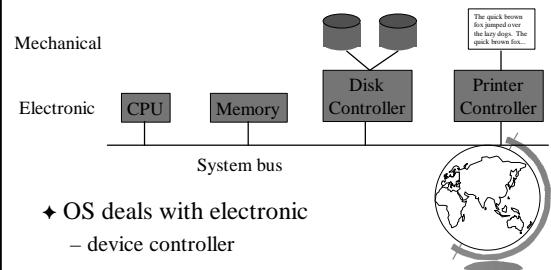 The quick brown
fox jumped over
the lazy dogs. The
quick brown fox...
Mechanical
Electronic
CPU
Memory
Disk
Controller
Printer
Controller
System bus
✦ OS deals with electronic
– device controller